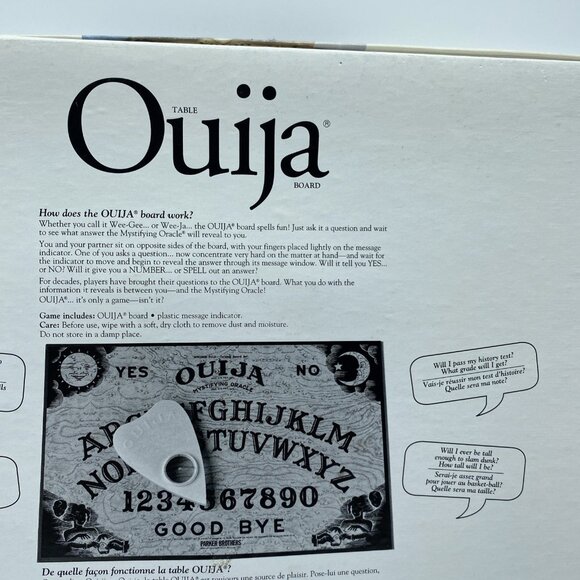 TABLE
Ouija®
BOARD
How does the OUIJA® board work?
Whether you call it Wee-Gee... or Wee-Ja... the OUIJA® board spells fun! Just ask it a question and wait
to see what answer the Mystifying Oracle® will reveal to you.
You and your partner sit on opposite sides of the board, with your fingers placed lightly on the message
indicator. One of you asks a question... now concentrate very hard on the matter at hand—and wait for
the indicator to move and begin to reveal the answer through its message window. Will it tell you YES...
or NO? Will it give you a NUMBER... or SPELL out an answer?
For decades, players have brought their questions to the OUIJA® board. What you do with the
information it reveals is between you—and the Mystifying Oracle!
OUIJA®... it's only a game—isn't it?
Game includes: OUIJA® board • plastic message indicator.
Care: Before use, wipe with a soft, dry cloth to remove dust and moisture.
Do not store in a damp place.
YES OUIJA NO
MYSTIFYING ORACLE
FGHIJKLM
TUVWXYZ
1234 67890
GOOD BYE
PARKER BROTHERS
Will I pass my history test?
What grade will I get?
Vais-je réussir mon test d'histoire?
Quelle sera ma note?
Will I ever be tall
enough to slam dunk?
How tall will I be?
Serai-je assez grand
pour jouer au basket-ball?
Quelle sera ma taille?
De quelle façon fonctionne la table OUIJA®?